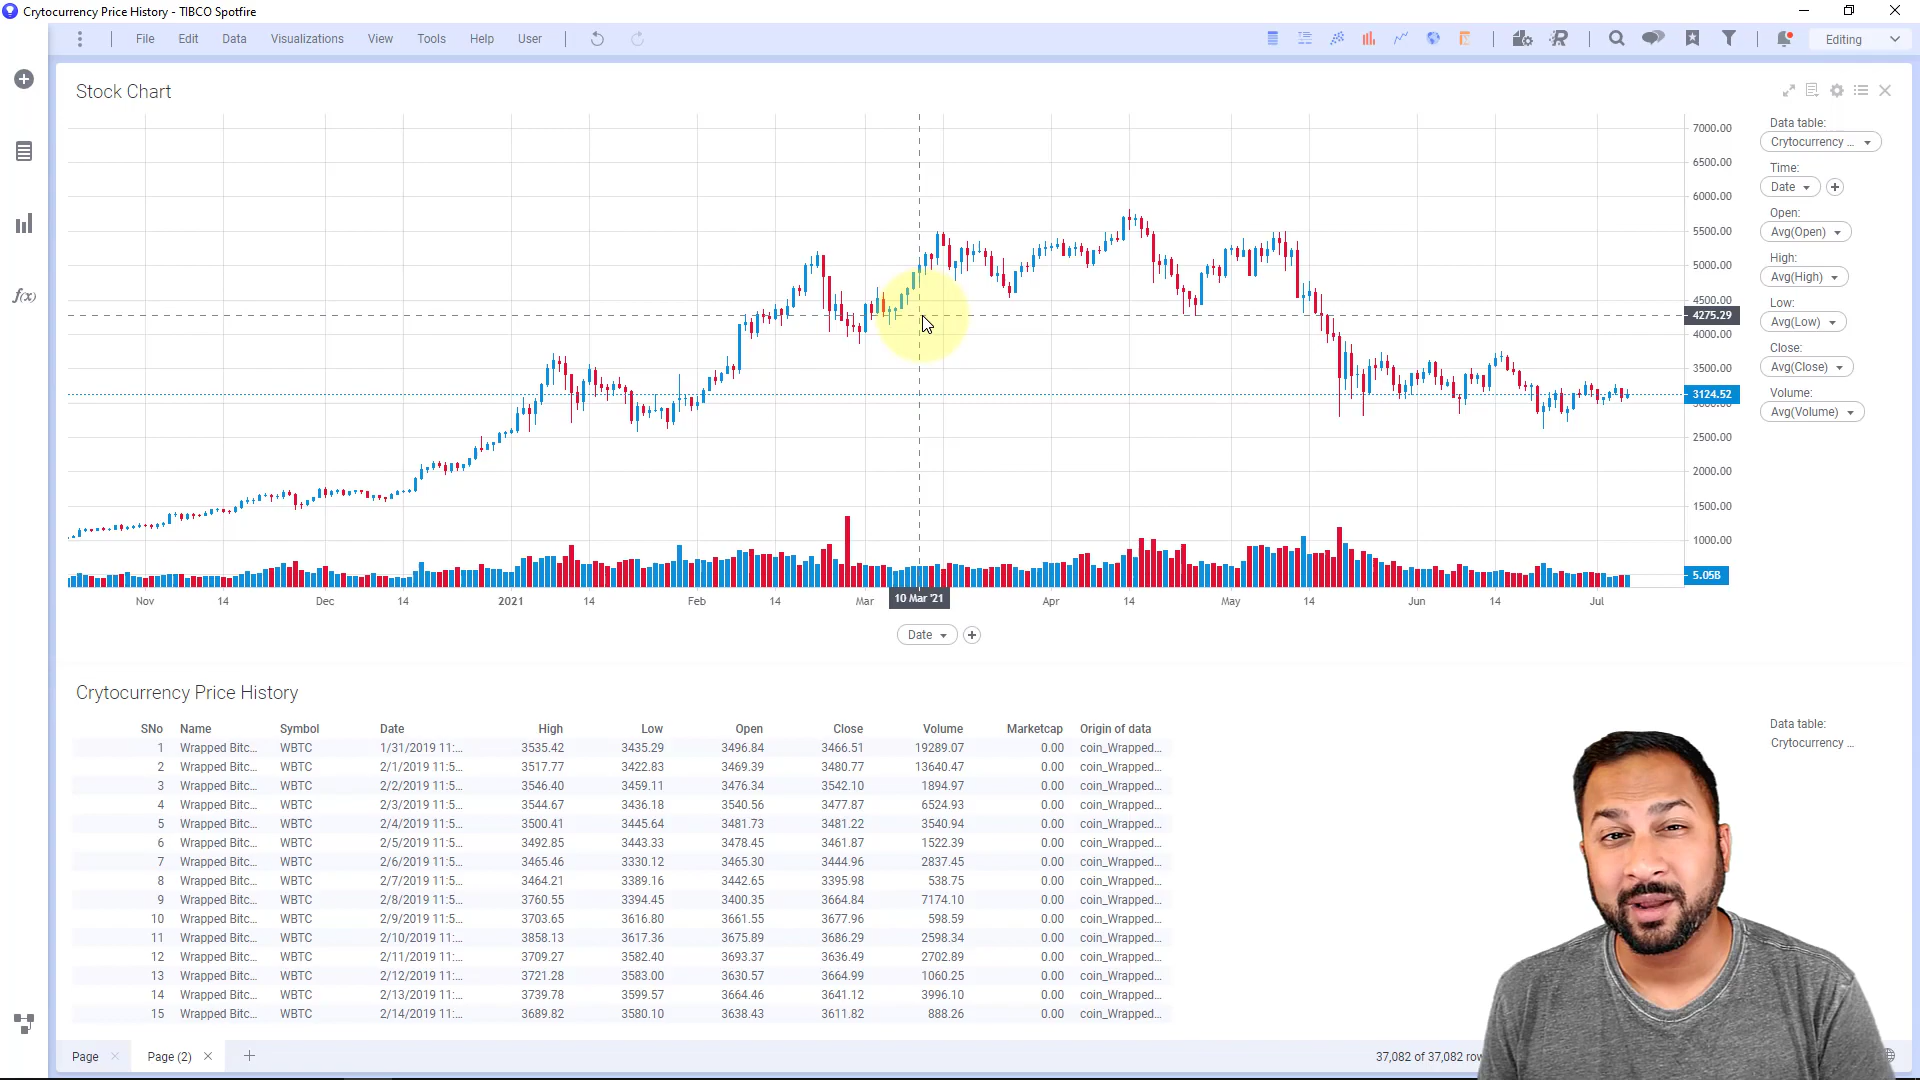 Crytocurrency Price History - TIBCO Spotfire
File Edit Data Visualizations View Tools Help User
Editing
Stock Chart
Data table:
Crytocurrency ...
Time:
Date
Open:
Avg(Open)
High:
Avg(High)
Low:
Avg(Low)
Close:
Avg(Close)
Volume:
Avg(Volume)
7000.00
6500.00
6000.00
5500.00
5000.00
4500.00
4275.29
4000.00
3500.00
3124.52
2500.00
2000.00
1500.00
1000.00
5.05B
Nov 14 Dec 14 2021 14 Feb 14 Mar 10 Mar '21 Apr 14 May 14 Jun 14 Jul
Date
f(x)
Crytocurrency Price History
SNo Name Symbol Date High Low Open Close Volume Marketcap Origin of data
1 Wrapped Bitc... WBTC 1/31/2019 11:... 3535.42 3435.29 3496.84 3466.51 19289.07 0.00 coin_Wrapped...
2 Wrapped Bitc... WBTC 2/1/2019 11:5... 3517.77 3422.83 3469.39 3480.77 13640.47 0.00 coin_Wrapped...
3 Wrapped Bitc... WBTC 2/2/2019 11:5... 3546.40 3459.11 3476.34 3542.10 1894.97 0.00 coin_Wrapped...
4 Wrapped Bitc... WBTC 2/3/2019 11:5... 3544.67 3436.18 3540.56 3477.87 6524.93 0.00 coin_Wrapped...
5 Wrapped Bitc... WBTC 2/4/2019 11:5... 3500.41 3445.64 3481.73 3481.22 3540.94 0.00 coin_Wrapped...
6 Wrapped Bitc... WBTC 2/5/2019 11:5... 3492.85 3443.33 3478.45 3461.87 1522.39 0.00 coin_Wrapped...
7 Wrapped Bitc... WBTC 2/6/2019 11:5... 3465.46 3330.12 3465.30 3444.96 2837.45 0.00 coin_Wrapped...
8 Wrapped Bitc... WBTC 2/7/2019 11:5... 3464.21 3389.16 3442.65 3395.98 538.75 0.00 coin_Wrapped...
9 Wrapped Bitc... WBTC 2/8/2019 11:5... 3760.55 3394.45 3400.35 3664.84 7174.10 0.00 coin_Wrapped...
10 Wrapped Bitc... WBTC 2/9/2019 11:5... 3703.65 3616.80 3661.55 3677.96 598.59 0.00 coin_Wrapped...
11 Wrapped Bitc... WBTC 2/10/2019 11:... 3858.13 3617.36 3675.89 3686.29 2598.34 0.00 coin_Wrapped...
12 Wrapped Bitc... WBTC 2/11/2019 11:... 3709.27 3582.40 3693.37 3636.49 2702.89 0.00 coin_Wrapped...
13 Wrapped Bitc... WBTC 2/12/2019 11:... 3721.28 3583.00 3630.57 3664.99 1060.25 0.00 coin_Wrapped...
14 Wrapped Bitc... WBTC 2/13/2019 11:... 3739.78 3599.57 3664.46 3641.12 3996.10 0.00 coin_Wrapped...
15 Wrapped Bitc... WBTC 2/14/2019 11:... 3689.82 3580.10 3638.43 3611.82 888.26 0.00 coin_Wrapped...
Data table:
Crytocurrency ...
Page Page (2)
37,082 of 37,082